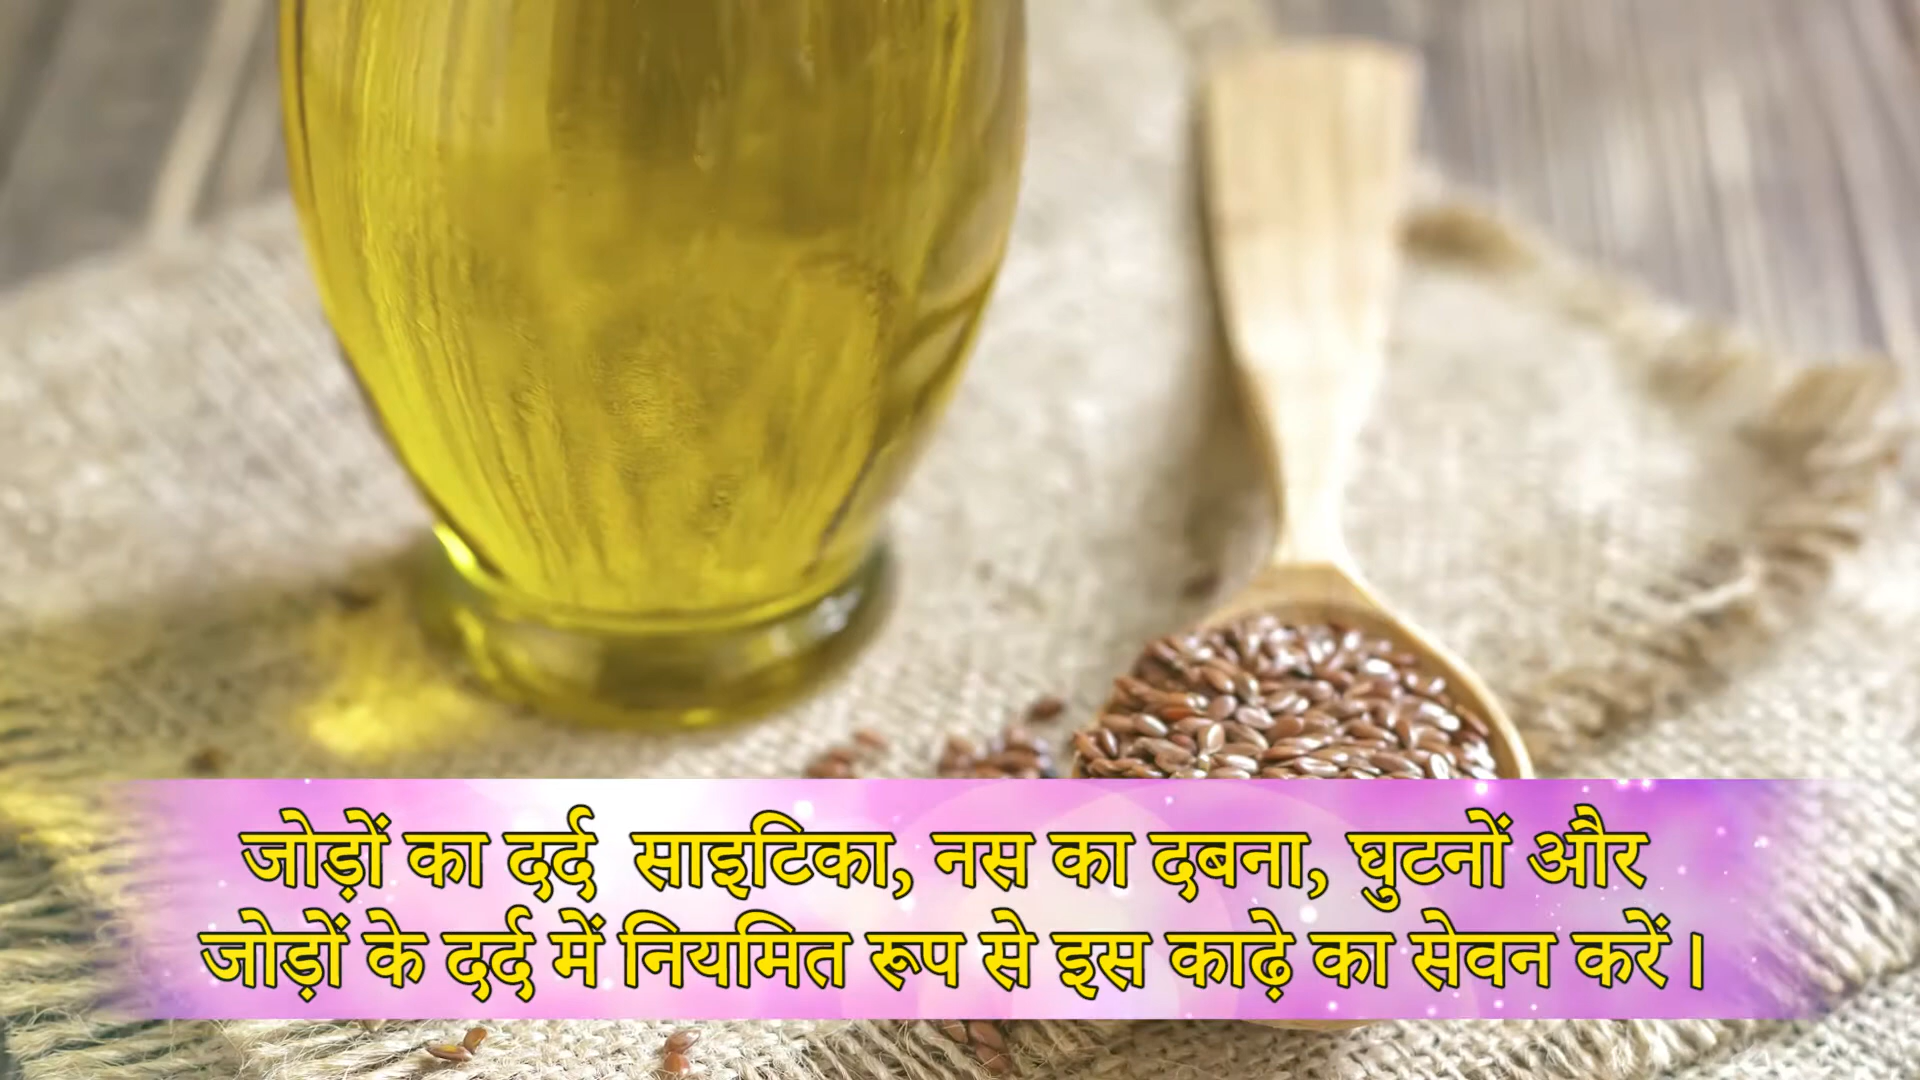 जोड़ों का दर्द  साइटिका, नस का दबना, घुटनों और
जोड़ों के दर्द में नियमित रूप से इस काढ़े का सेवन करें।